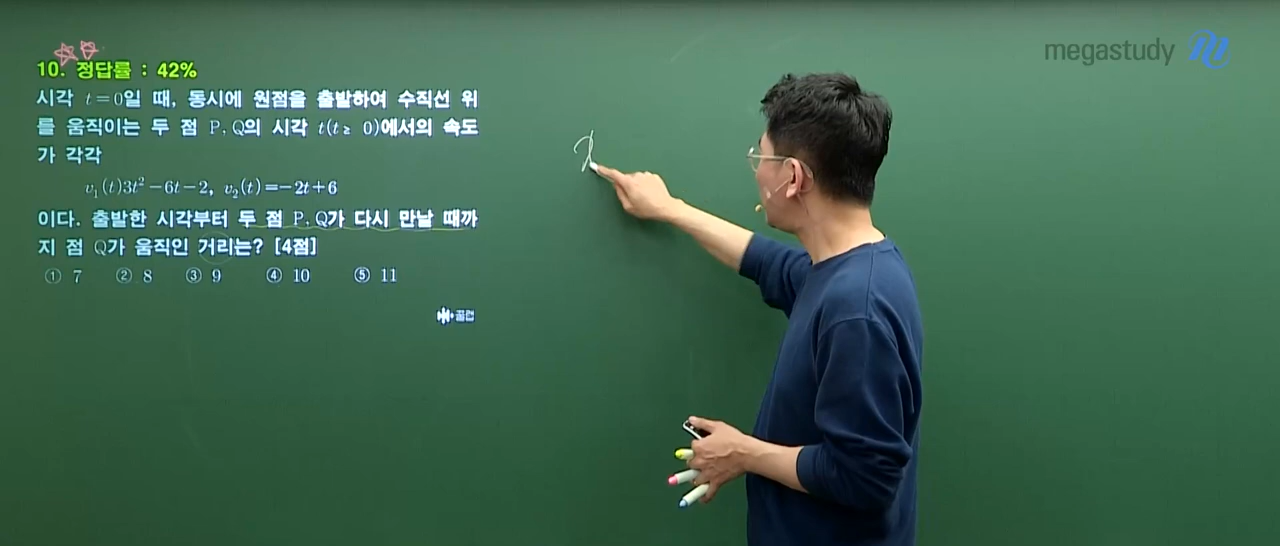 megastudy
10. 정답률 : 42%
시각 t=0일 때, 동시에 원점을 출발하여 수직선 위
를 움직이는 두 점 P, Q의 시각 t(t≥ 0)에서의 속도
가 각각
v₁(t)3t²-6t-2, v₂(t)=-2t+6
이다. 출발한 시각부터 두 점 P, Q가 다시 만날 때까
지 점 Q가 움직인 거리는? [4점]
① 7 ② 8 ③ 9 ④ 10 ⑤ 11